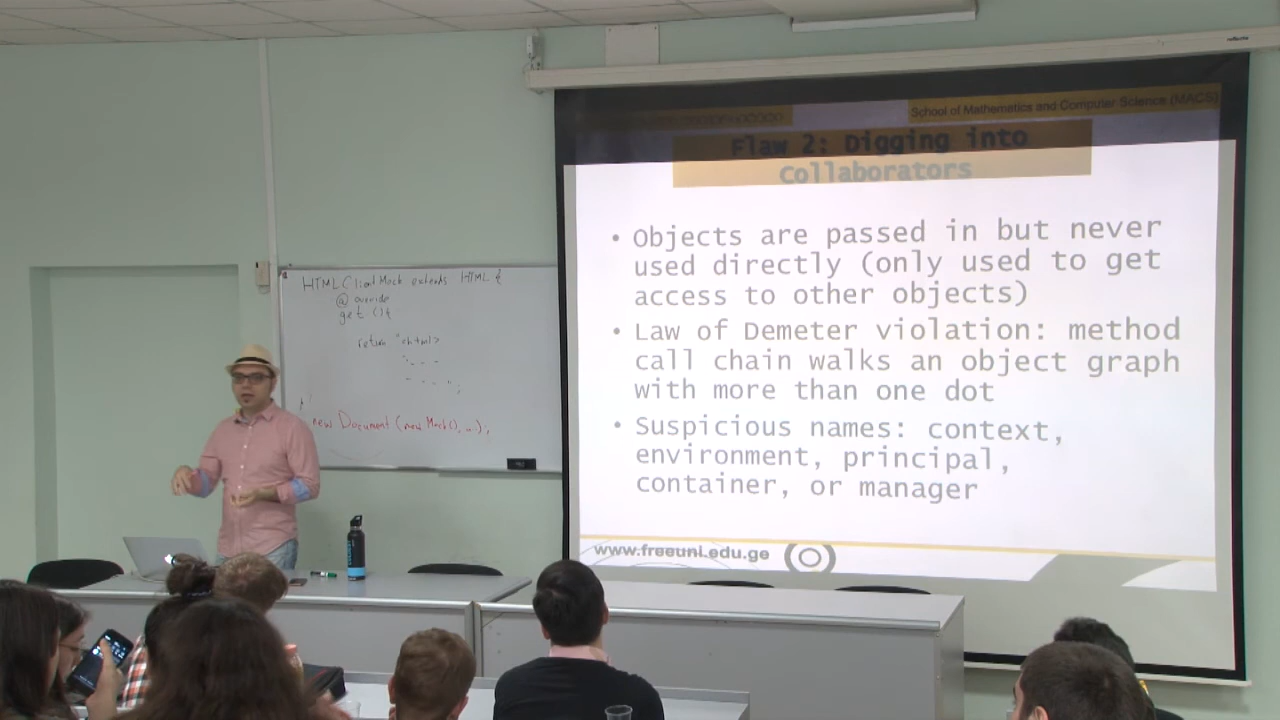 School of Mathematics and Computer Science (MACS)
Flaw 2: Digging into
Collaborators
• Objects are passed in but never
used directly (only used to get
access to other objects)
• Law of Demeter violation: method
call chain walks an object graph
with more than one dot
• Suspicious names: context,
environment, principal,
container, or manager
www.freeuni.edu.ge
HTMLClientMock extends HTML {
@ override
get () {
return "<html>
new Document (new Mock(), ...);